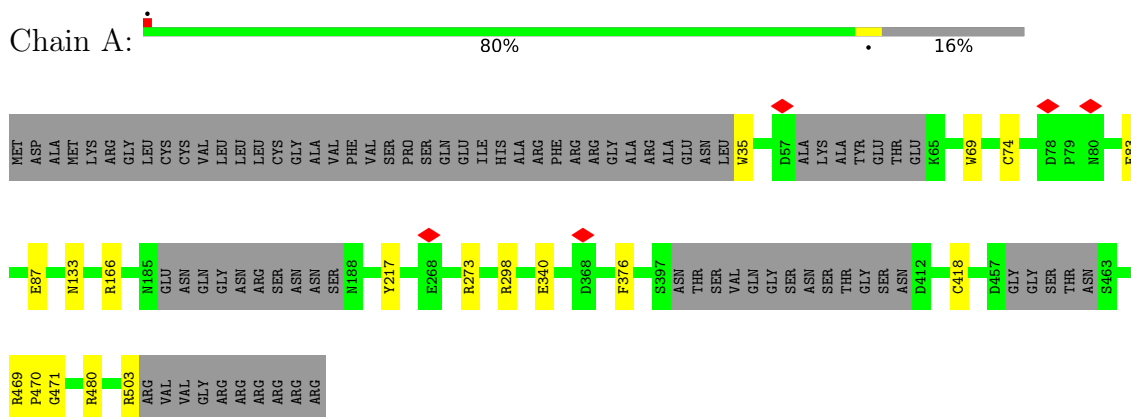 Chain A:
80%
•
16%
•
MET ASP ALA MET LYS ARG GLY LEU CYS CYS VAL LEU LEU LEU CYS GLY ALA VAL PHE VAL SER PRO SER GLN GLU ILE HIS ALA ARG PHE ARG ARG GLY ALA ARG ALA GLU ASN LEU W35 D57 ALA LYS ALA TYR GLU THR GLU K65 W69 C74 D78 P79 N80 E83
E87 N133 R166 N185 GLU ASN GLN GLY ASN ARG SER ASN ASN SER N188 Y217 E268 R273 R298 E340 D368 F376 S397 ASN THR SER VAL GLN GLY SER ASN SER THR GLY SER ASN D412 C418 D457 GLY GLY SER THR ASN S463
R469 P470 G471 R480 R503 ARG VAL VAL GLY ARG ARG ARG ARG ARG ARG